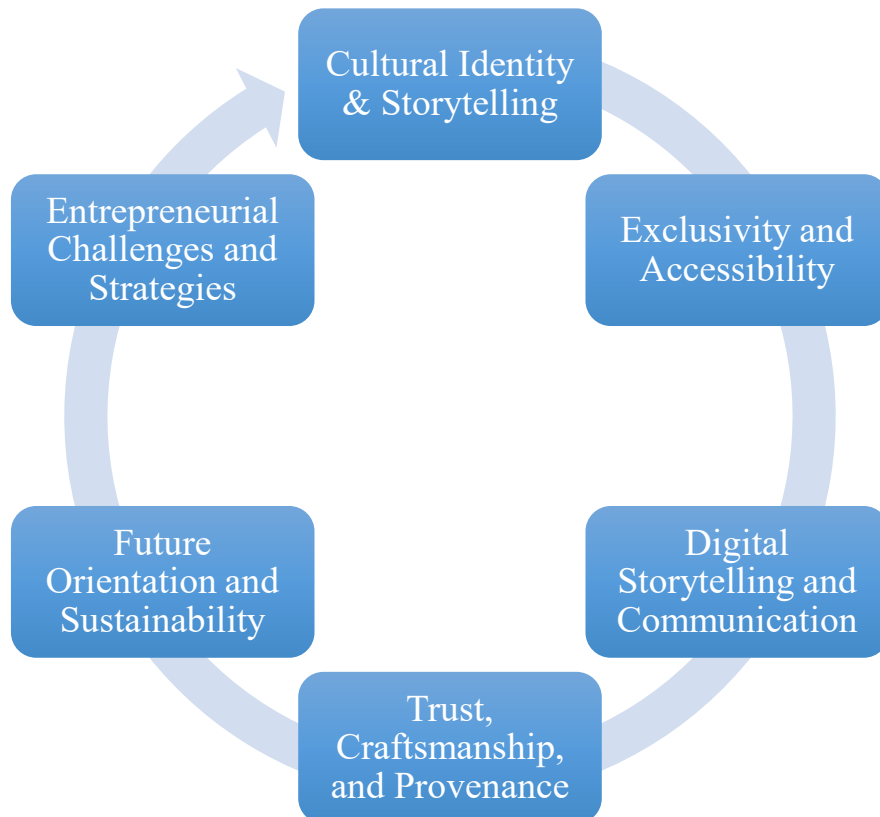 Cultural Identity
& Storytelling
Exclusivity and
Accessibility
Digital
Storytelling and
Communication
Trust,
Craftsmanship,
and Provenance
Future
Orientation and
Sustainability
Entrepreneurial
Challenges and
Strategies